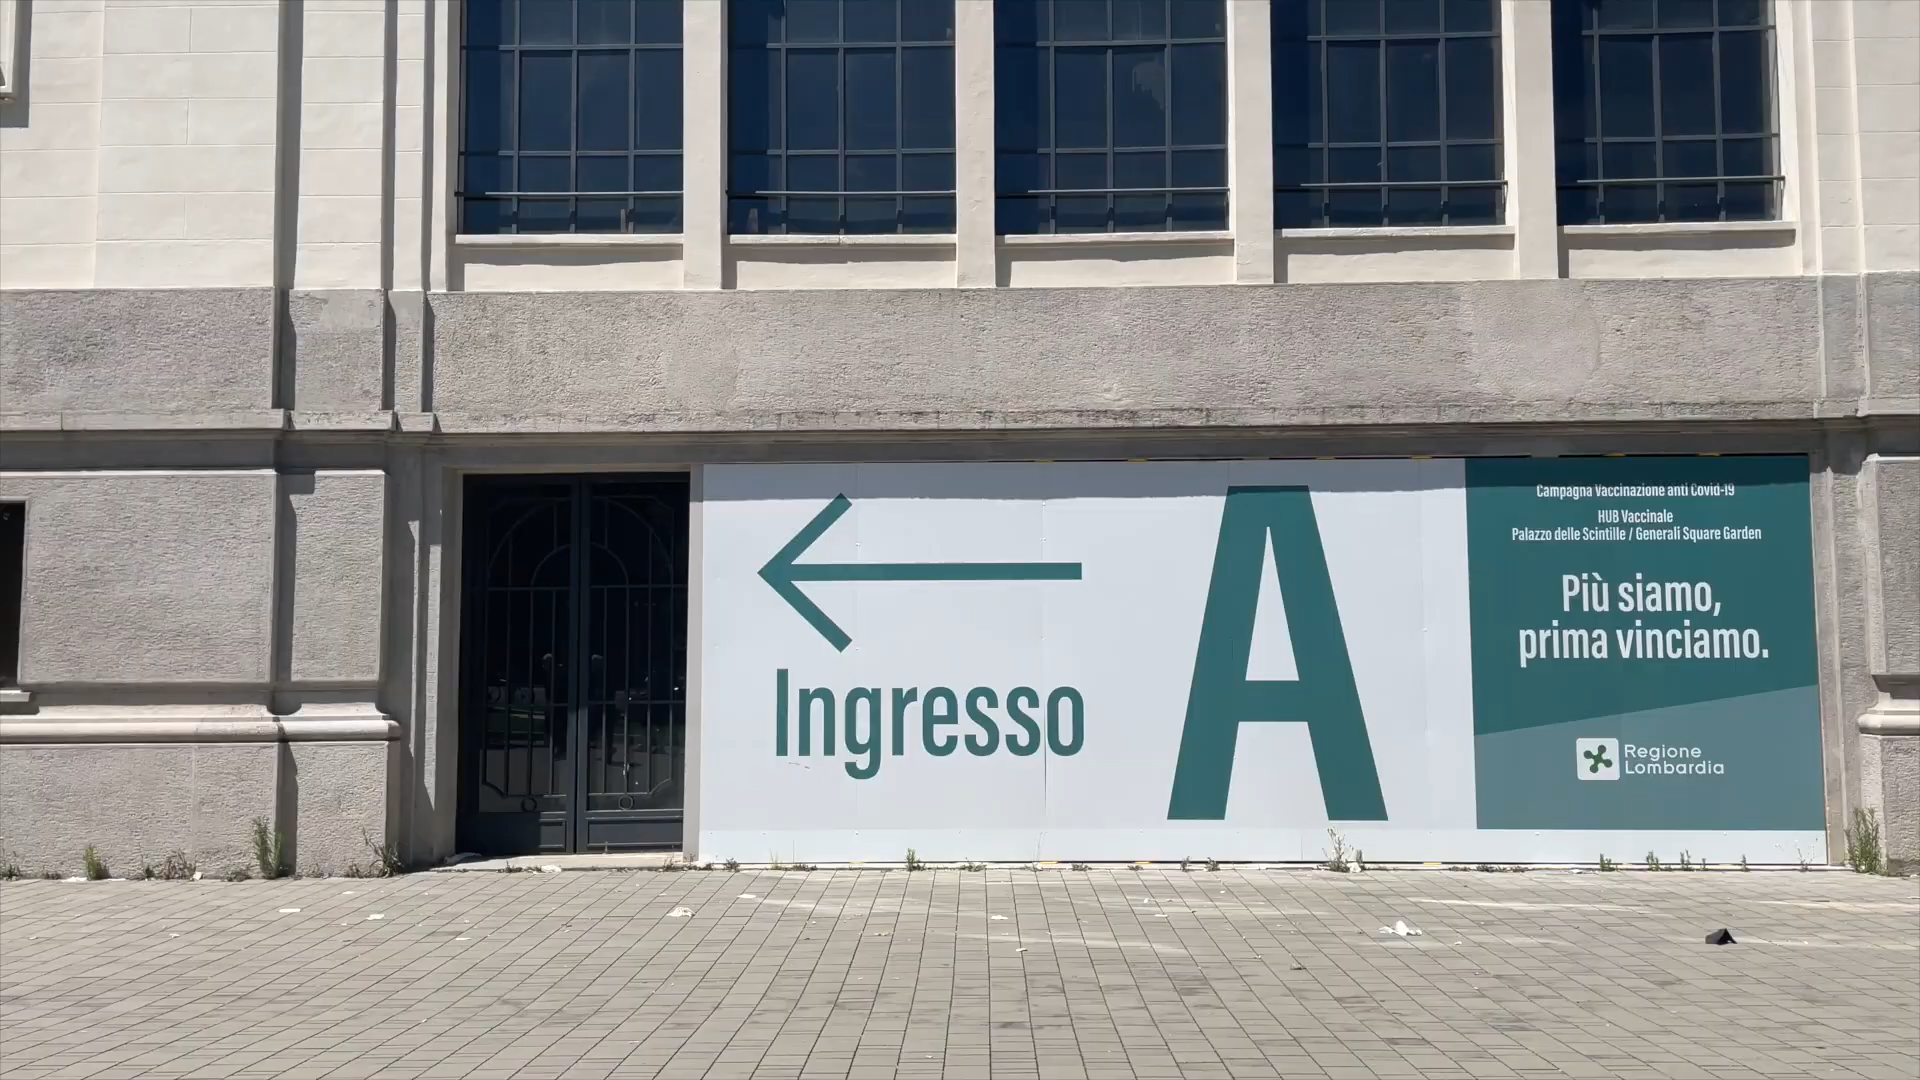 Ingresso
A
Campagna Vaccinazione anti Covid-19
HUB Vaccinale
Palazzo delle Scintille / Generali Square Garden
Più siamo,
prima vinciamo.
Regione
Lombardia